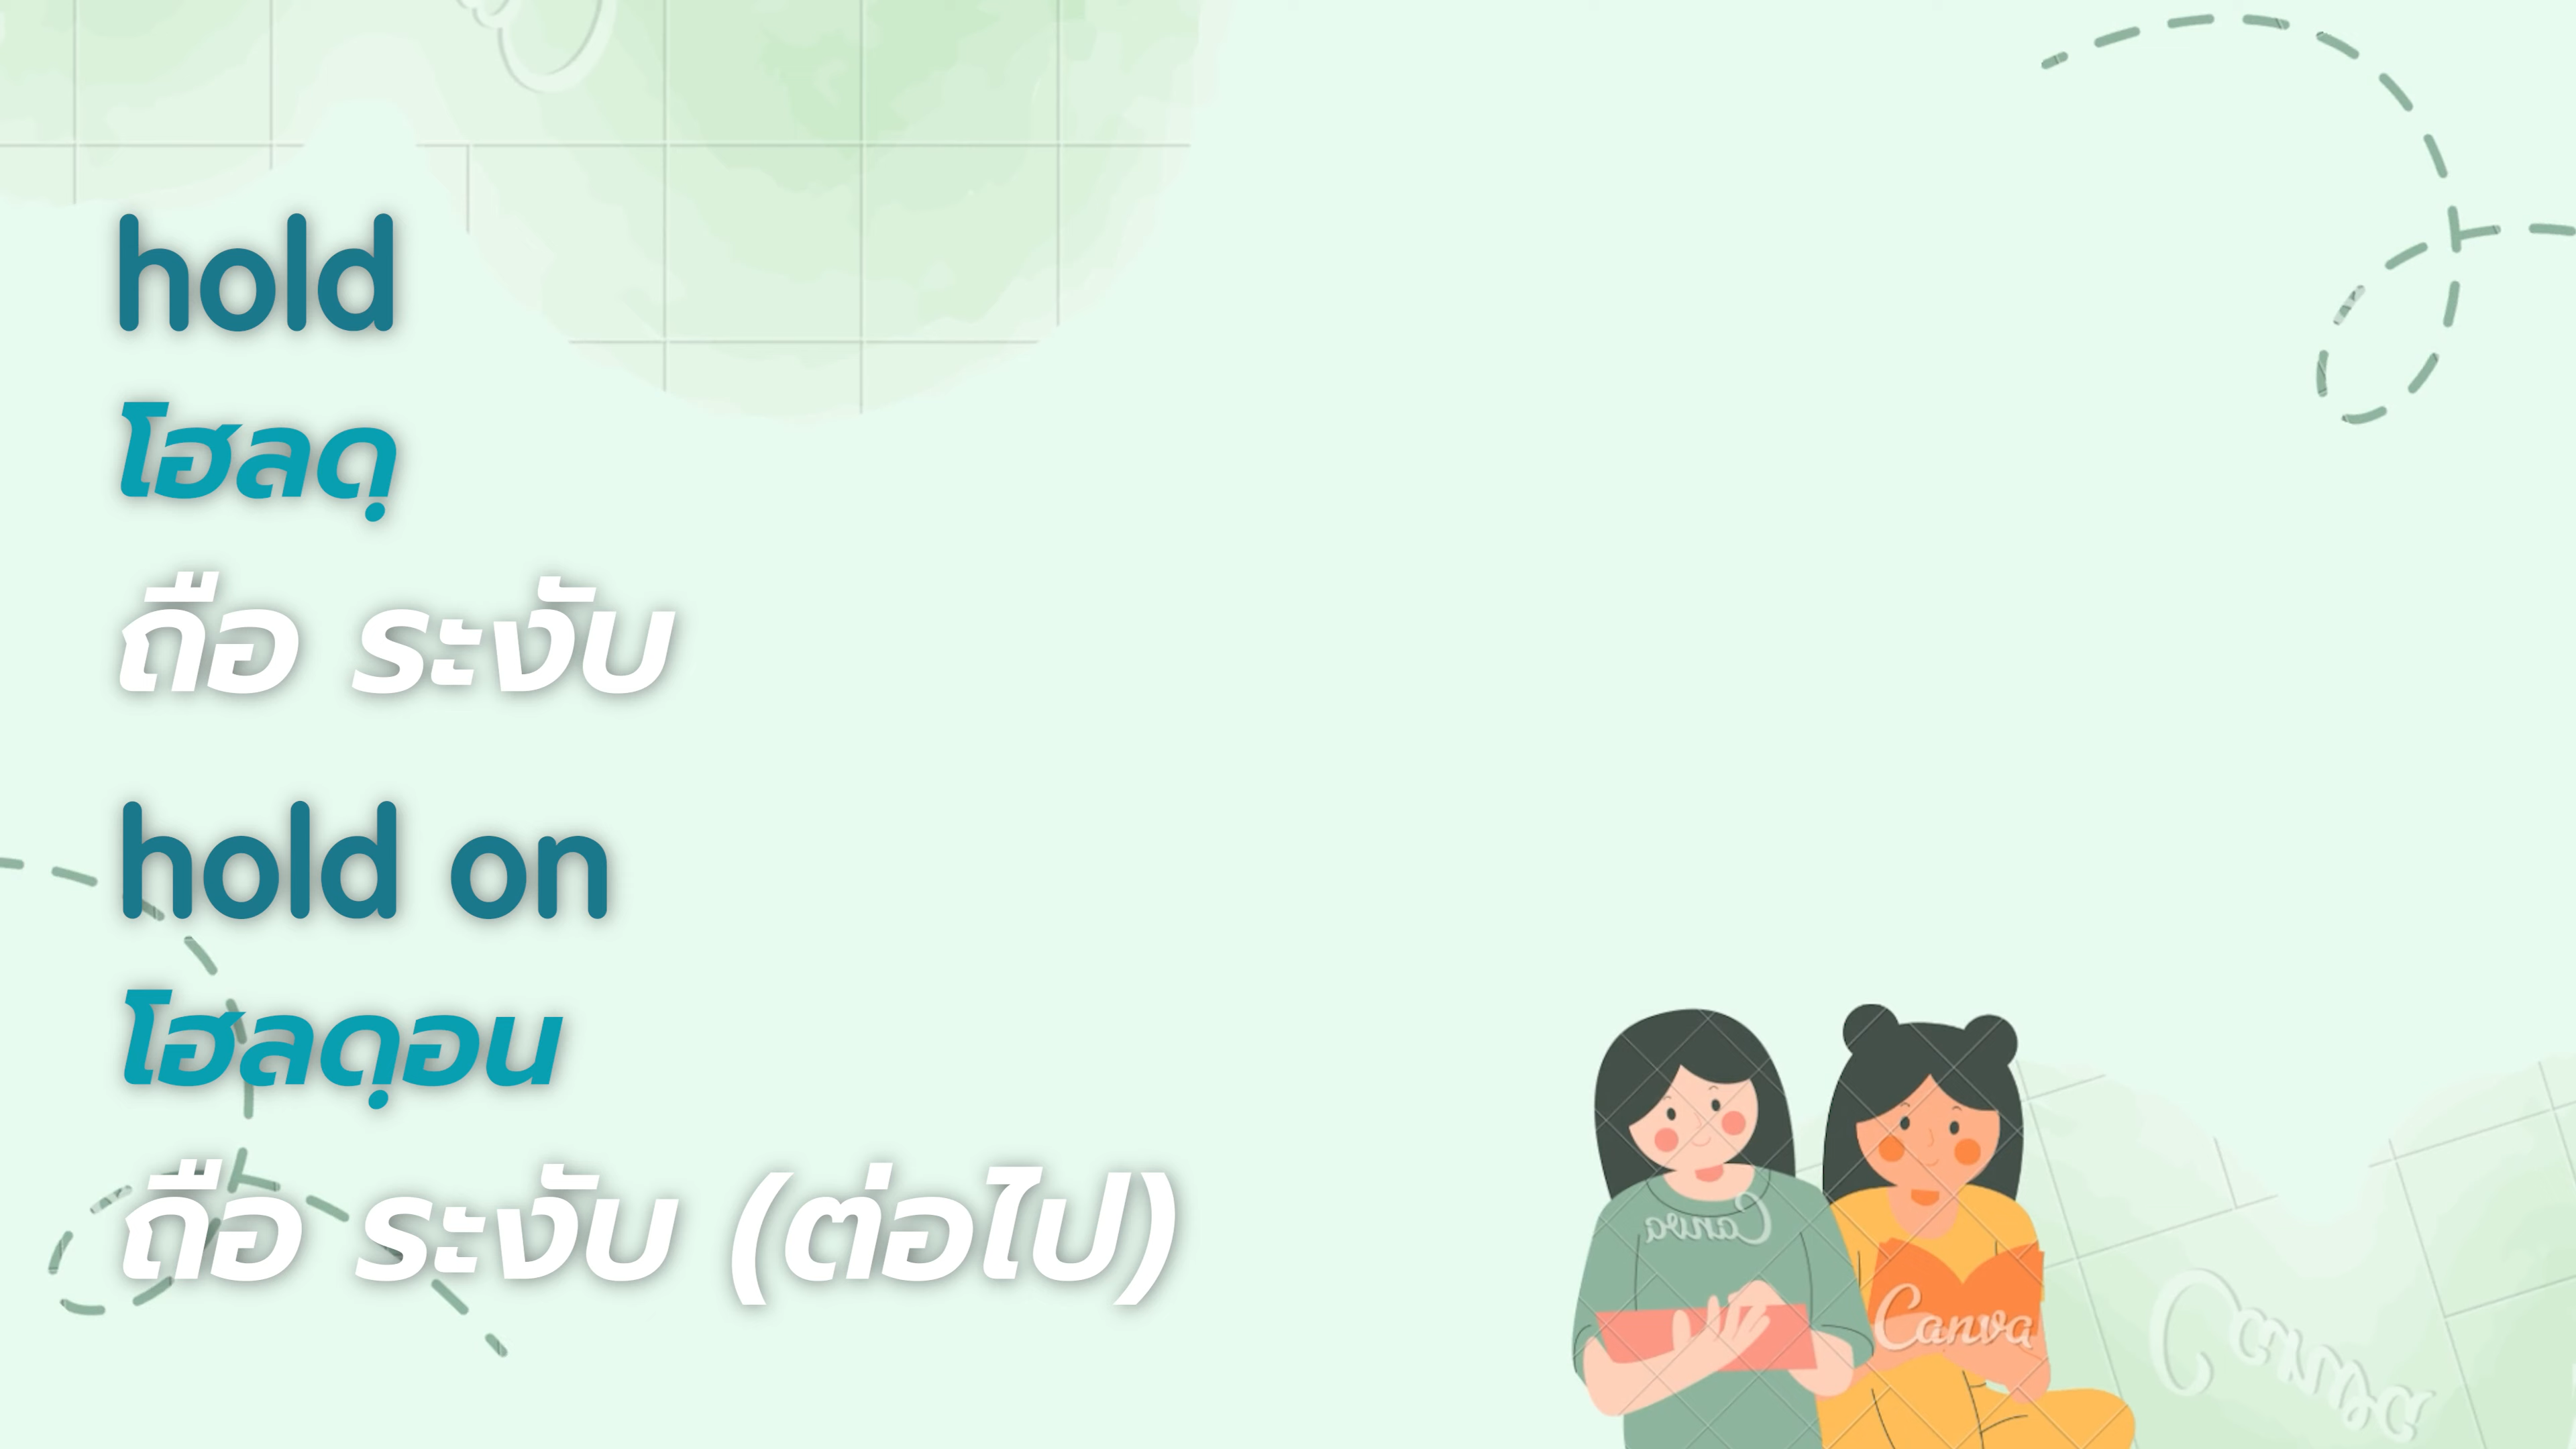 hold
โฮลดฺ
ถือ ระงับ
hold on
โฮลดฺอน
ถือ ระงับ (ต่อไป)
Canva
Canva
Canva